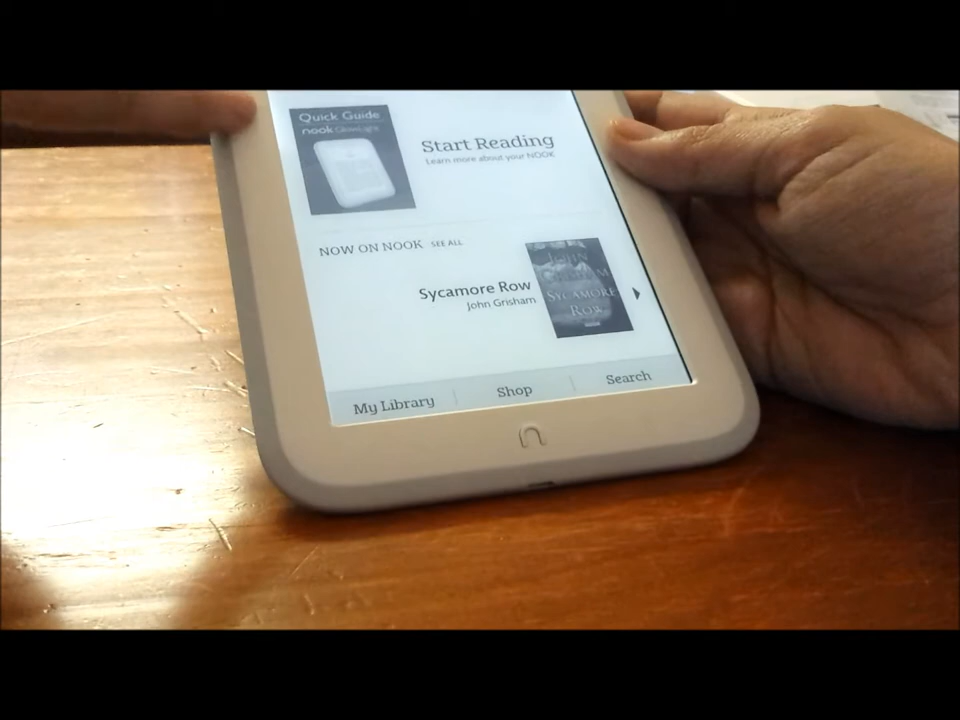 Quick Guide
nook GlowLight
Start Reading
Learn more about your NOOK
NOW ON NOOK SEE ALL
Sycamore Row
John Grisham
JOHN
GRISHAM
SYCAMORE
ROW
My Library
Shop
Search
n